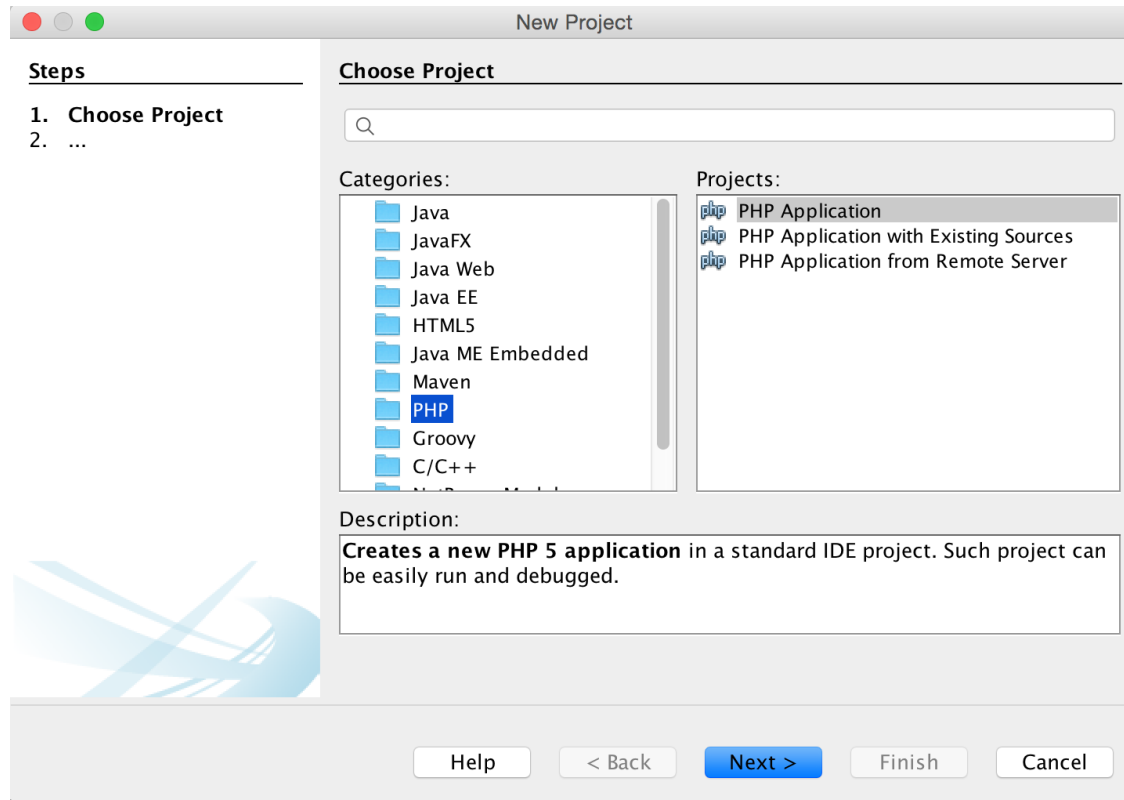 New Project
Steps
1. Choose Project
2. ...
Choose Project
Categories:
Java
JavaFX
Java Web
Java EE
HTML5
Java ME Embedded
Maven
PHP
Groovy
C/C++
Projects:
php PHP Application
php PHP Application with Existing Sources
php PHP Application from Remote Server
Description:
Creates a new PHP 5 application in a standard IDE project. Such project can
be easily run and debugged.
Help
< Back
Next >
Finish
Cancel